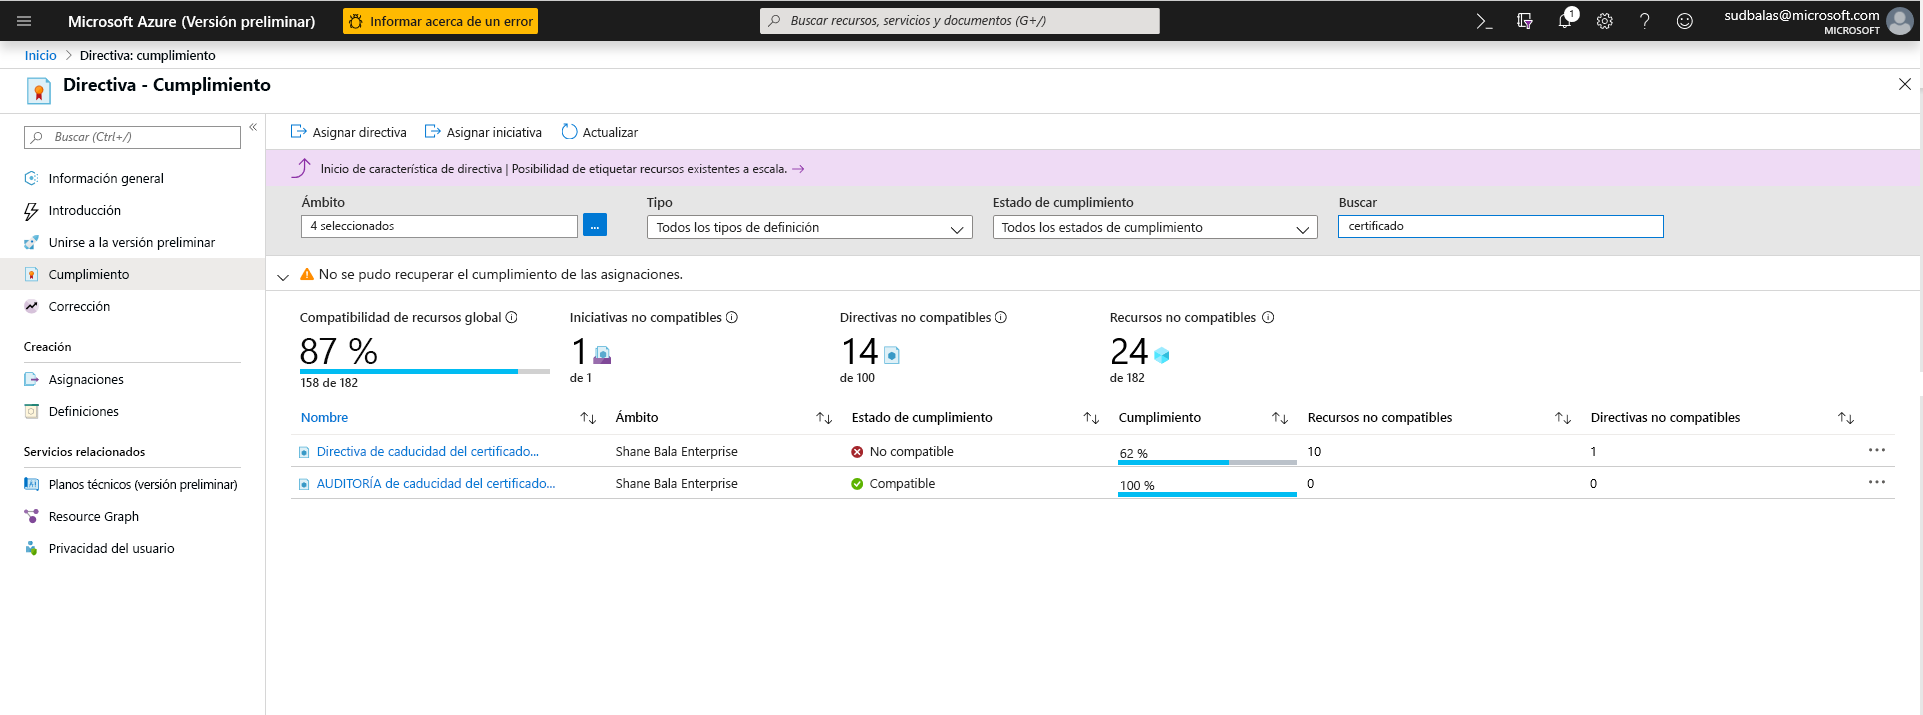 Microsoft Azure (Versión preliminar)
Informar acerca de un error
Buscar recursos, servicios y documentos (G+/)
1
sudbalas@microsoft.com
MICROSOFT
Inicio > Directiva: cumplimiento
Directiva - Cumplimiento
Buscar (Ctrl+/)
«
Información general
Introducción
Unirse a la versión preliminar
Cumplimiento
Corrección
Creación
Asignaciones
Definiciones
Servicios relacionados
Planos técnicos (versión preliminar)
Resource Graph
Privacidad del usuario
Asignar directiva
Asignar iniciativa
Actualizar
Inicio de característica de directiva | Posibilidad de etiquetar recursos existentes a escala. →
Ámbito
4 seleccionados
...
Tipo
Todos los tipos de definición
Estado de cumplimiento
Todos los estados de cumplimiento
Buscar
certificado
No se pudo recuperar el cumplimiento de las asignaciones.
Compatibilidad de recursos global
87 %
158 de 182
Iniciativas no compatibles
1
de 1
Directivas no compatibles
14
de 100
Recursos no compatibles
24
de 182
Nombre ↑↓ Ámbito ↑↓ Estado de cumplimiento ↑↓ Cumplimiento ↑↓ Recursos no compatibles ↑↓ Directivas no compatibles ↑↓
Directiva de caducidad del certificado... Shane Bala Enterprise No compatible 62 % 10 1 ...
AUDITORÍA de caducidad del certificado... Shane Bala Enterprise Compatible 100 % 0 0 ...